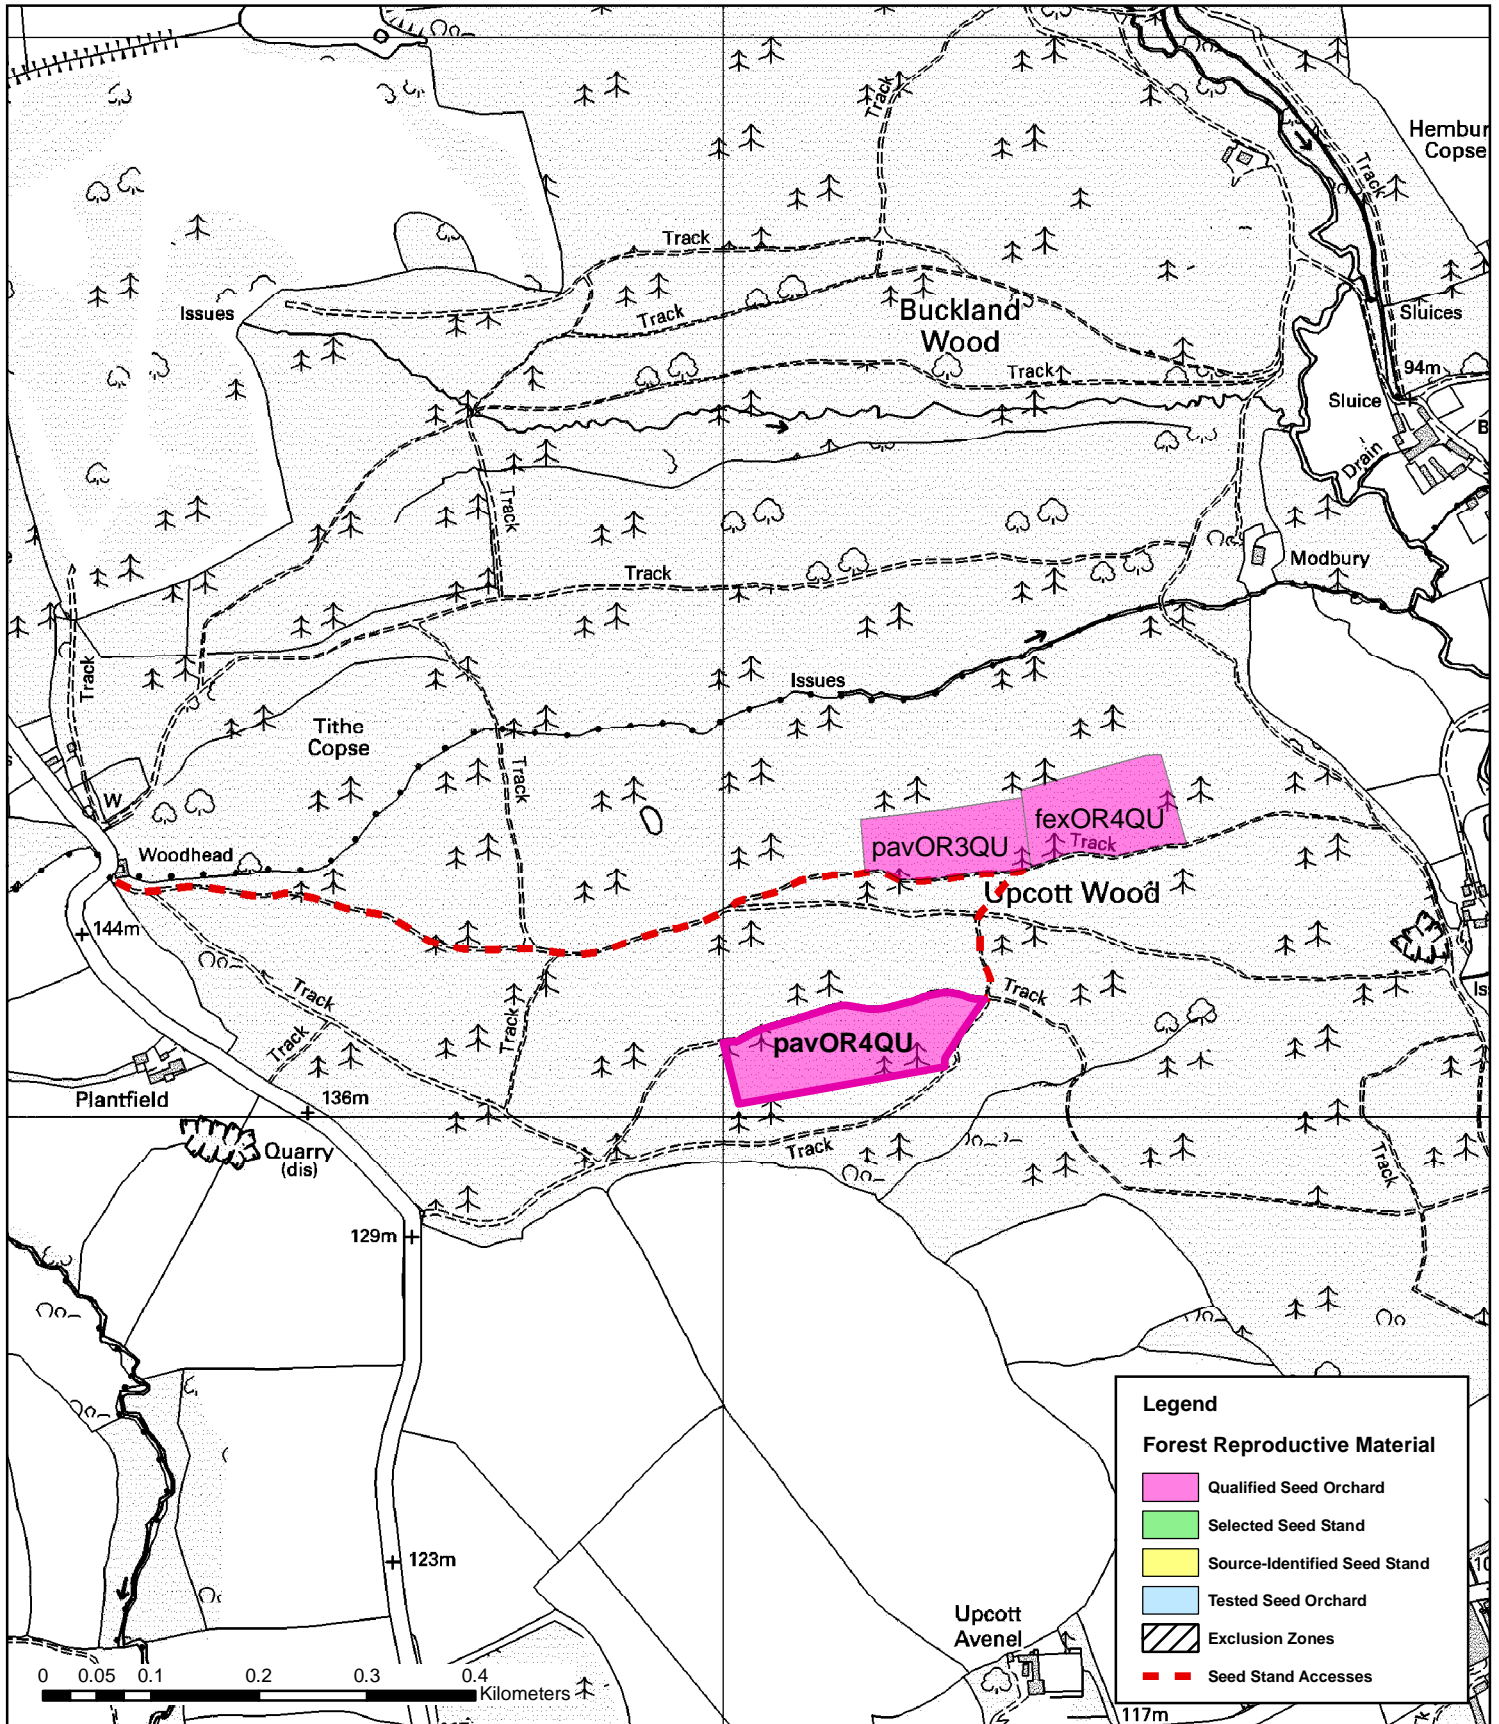 Track
Hembur
Copse
Track
Track
Issues
Track
Buckland
Wood
Sluices
Track
94m
Sluice
B
Drain
Track
Track
Modbury
Track
Issues
Tithe
Copse
Track
W
fexOR4QU
pavOR3QU
Track
Woodhead
Upcott Wood
144m
Track
Track
Is
Track
Track
pavOR4QU
Plantfield
136m
Quarry
(dis)
Track
Track
129m
Legend
Forest Reproductive Material
Qualified Seed Orchard
Selected Seed Stand
Source-Identified Seed Stand
Tested Seed Orchard
Exclusion Zones
Seed Stand Accesses
123m
10
Upcott
Avenel
0 0.05 0.1 0.2 0.3 0.4
Kilometers
117m